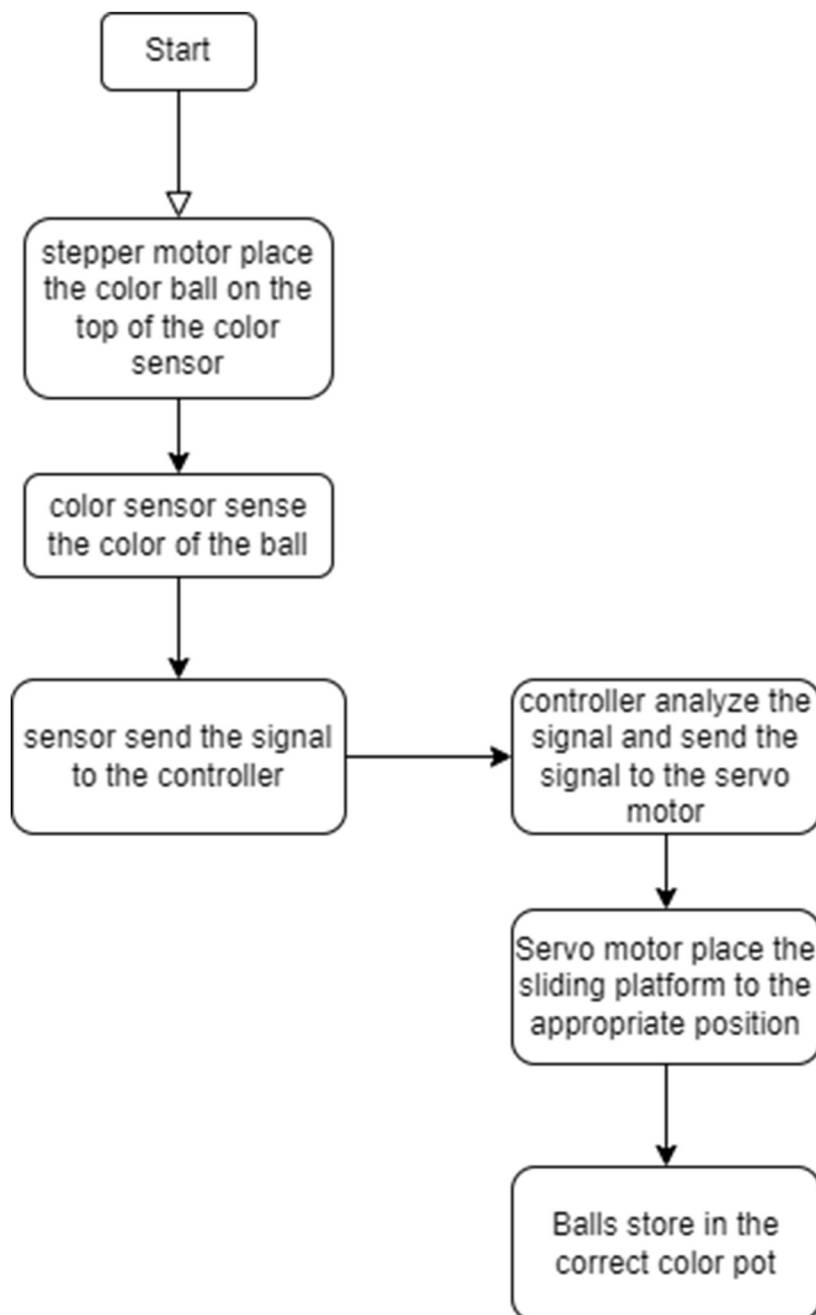 Start
stepper motor place
the color ball on the
top of the color
sensor
color sensor sense
the color of the ball
sensor send the signal
to the controller
controller analyze the
signal and send the
signal to the servo
motor
Servo motor place the
sliding platform to the
appropriate position
Balls store in the
correct color pot